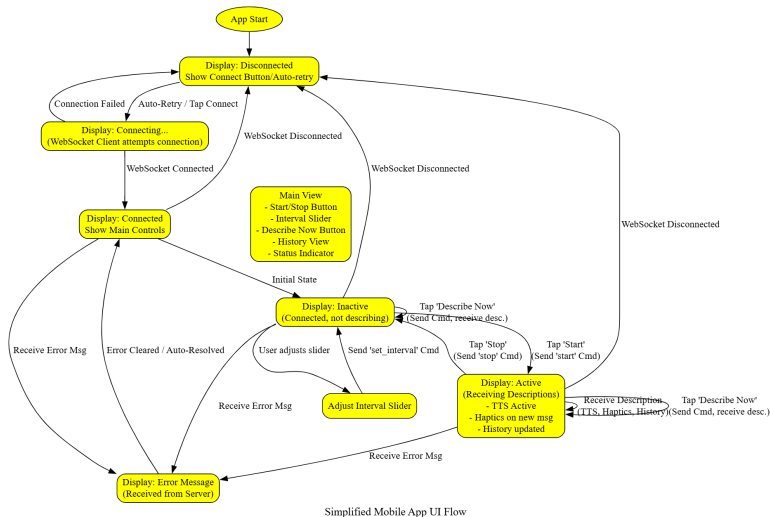 App Start
Display: Disconnected
Show Connect Button/Auto-retry
Connection Failed
Auto-Retry / Tap Connect
Display: Connecting...
(WebSocket Client attempts connection)
WebSocket Disconnected
WebSocket Connected
WebSocket Disconnected
Main View
- Start/Stop Button
- Interval Slider
- Describe Now Button
- History View
- Status Indicator
Display: Connected
Show Main Controls
WebSocket Disconnected
Initial State
Display: Inactive
(Connected, not describing)
Tap 'Describe Now'
(Send Cmd, receive desc.)
Receive Error Msg
Error Cleared / Auto-Resolved
User adjusts slider
Send 'set_interval' Cmd
Tap 'Stop'
(Send 'stop' Cmd)
Tap 'Start'
(Send 'start' Cmd)
Display: Active
(Receiving Descriptions)
- TTS Active
- Haptics on new msg
- History updated
Receive Error Msg
Adjust Interval Slider
Receive Description
(TTS, Haptics, History)
Tap 'Describe Now'
(Send Cmd, receive desc.)
Receive Error Msg
Display: Error Message
(Received from Server)
Simplified Mobile App UI Flow